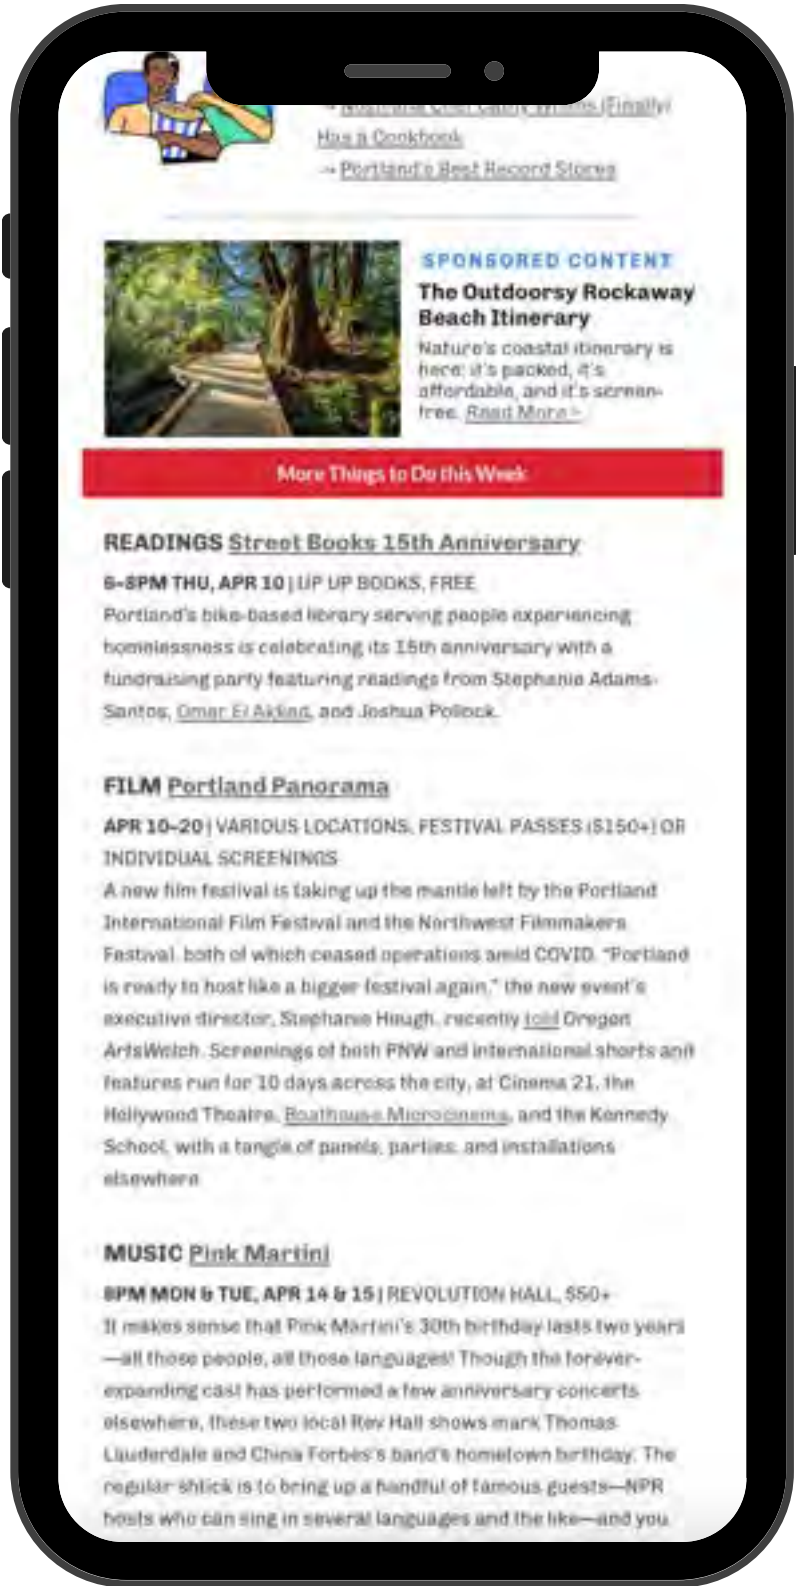 (Finally)
Has a Cookbook
→ Portland's Best Record Stores
SPONSORED CONTENT
The Outdoorsy Rockaway
Beach Itinerary
Nature's coastal itinerary is
here: it's packed, it's
affordable, and it's screen-
free. Read More >
More Things to Do this Week
READINGS Street Books 15th Anniversary
6–8PM THU, APR 10 | UP UP BOOKS, FREE
Portland's bike-based library serving people experiencing
homelessness is celebrating its 15th anniversary with a
fundraising party featuring readings from Stephanie Adams-
Santos, Omar El Akkad, and Joshua Pollock.
FILM Portland Panorama
APR 10–20 | VARIOUS LOCATIONS, FESTIVAL PASSES ($150+) OR
INDIVIDUAL SCREENINGS
A new film festival is taking up the mantle left by the Portland
International Film Festival and the Northwest Filmmakers
Festival, both of which ceased operations amid COVID. "Portland
is ready to host like a bigger festival again," the new event's
executive director, Stephanie Hough, recently told Oregon
ArtsWatch. Screenings of both PNW and international shorts and
features run for 10 days across the city, at Cinema 21, the
Hollywood Theatre, Boathouse Microcinema, and the Kennedy
School, with a tangle of panels, parties, and installations
elsewhere.
MUSIC Pink Martini
8PM MON & TUE, APR 14 & 15 | REVOLUTION HALL, $50+
It makes sense that Pink Martini's 30th birthday lasts two years
—all those people, all those languages! Though the forever-
expanding cast has performed a few anniversary concerts
elsewhere, these two local Rev Hall shows mark Thomas
Lauderdale and China Forbes's band's hometown birthday. The
regular shtick is to bring up a handful of famous guests—NPR
hosts who can sing in several languages and the like—and you